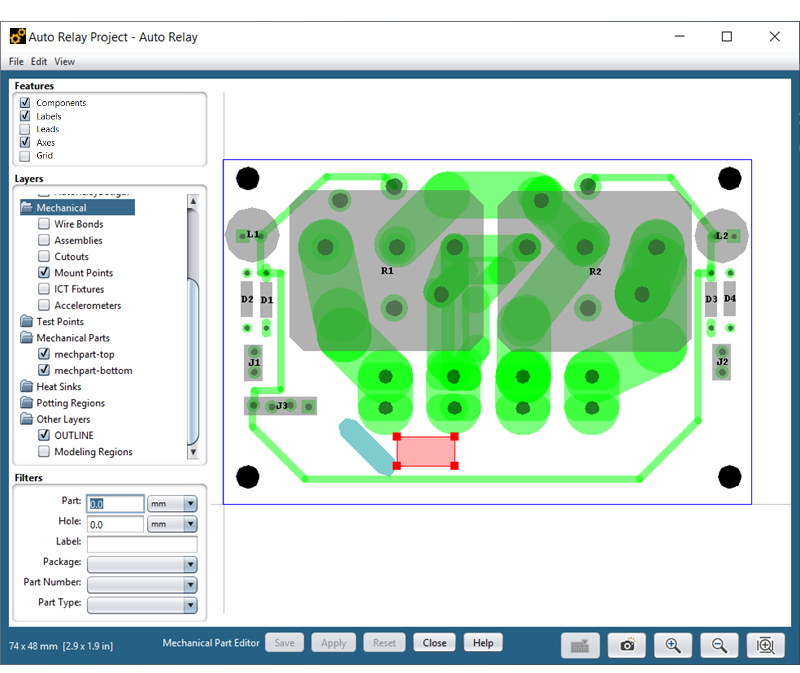 Auto Relay Project - Auto Relay
File Edit View
Features
Components
Labels
Leads
Axes
Grid
Layers
Mechanical
Wire Bonds
Assemblies
Cutouts
Mount Points
ICT Fixtures
Accelerometers
Test Points
Mechanical Parts
mechpart-top
mechpart-bottom
Heat Sinks
Potting Regions
Other Layers
OUTLINE
Modeling Regions
Filters
Part: 0.0 mm
Hole: 0.0 mm
Label:
Package:
Part Number:
Part Type:
L1
L2
R1
R2
D2 D1
D3 D4
J1
J2
J3
74 x 48 mm [2.9 x 1.9 in]
Mechanical Part Editor Save Apply Reset Close Help